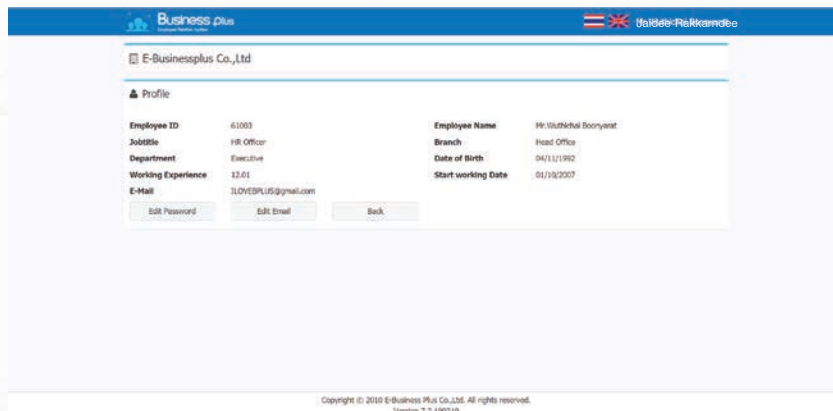 Business plus
Jaidee Rakkamdee
E-Businessplus Co.,Ltd
Profile
Employee ID 61003 Employee Name Mr.Wuthichai Boonyarat
Jobtitle HR Officer Branch Head Office
Department Executive Date of Birth 04/11/1992
Working Experience 12.01 Start working Date 01/10/2007
E-Mail ILOVEBPLUS@gmail.com
Edit Password Edit Email Back
Copyright © 2010 E-Business Plus Co.,Ltd. All rights reserved.